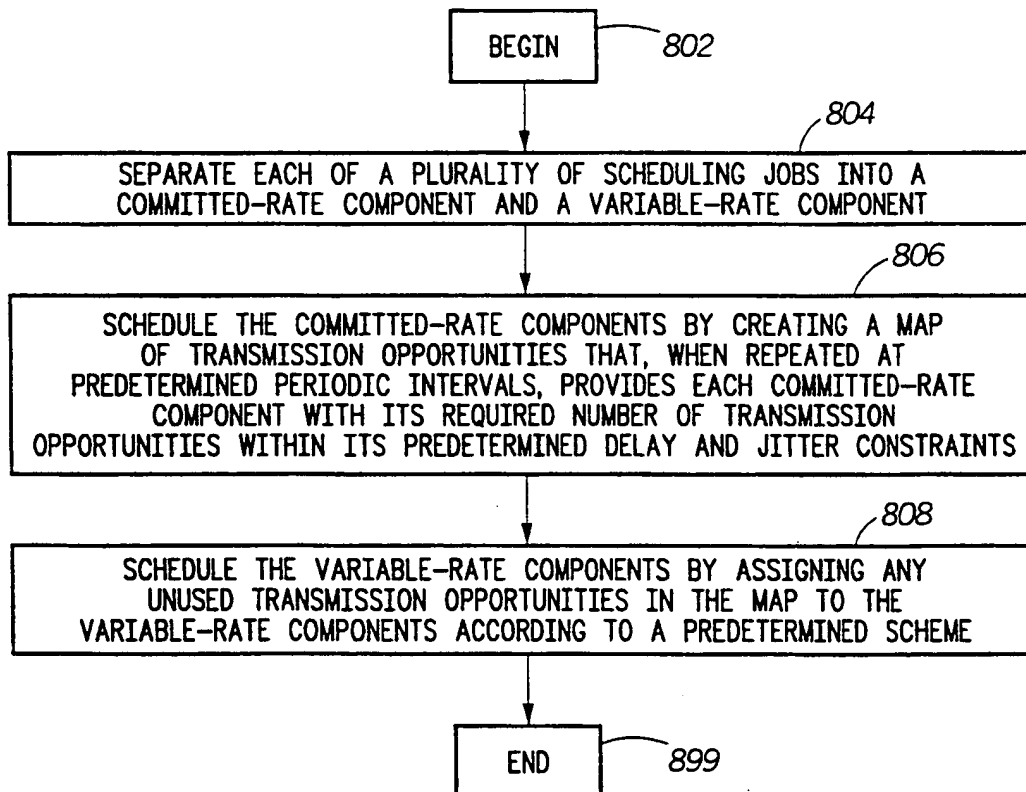 BEGIN
802
804
SEPARATE EACH OF A PLURALITY OF SCHEDULING JOBS INTO A
COMMITTED-RATE COMPONENT AND A VARIABLE-RATE COMPONENT
806
SCHEDULE THE COMMITTED-RATE COMPONENTS BY CREATING A MAP
OF TRANSMISSION OPPORTUNITIES THAT, WHEN REPEATED AT
PREDETERMINED PERIODIC INTERVALS, PROVIDES EACH COMMITTED-RATE
COMPONENT WITH ITS REQUIRED NUMBER OF TRANSMISSION
OPPORTUNITIES WITHIN ITS PREDETERMINED DELAY AND JITTER CONSTRAINTS
808
SCHEDULE THE VARIABLE-RATE COMPONENTS BY ASSIGNING ANY
UNUSED TRANSMISSION OPPORTUNITIES IN THE MAP TO THE
VARIABLE-RATE COMPONENTS ACCORDING TO A PREDETERMINED SCHEME
END
899